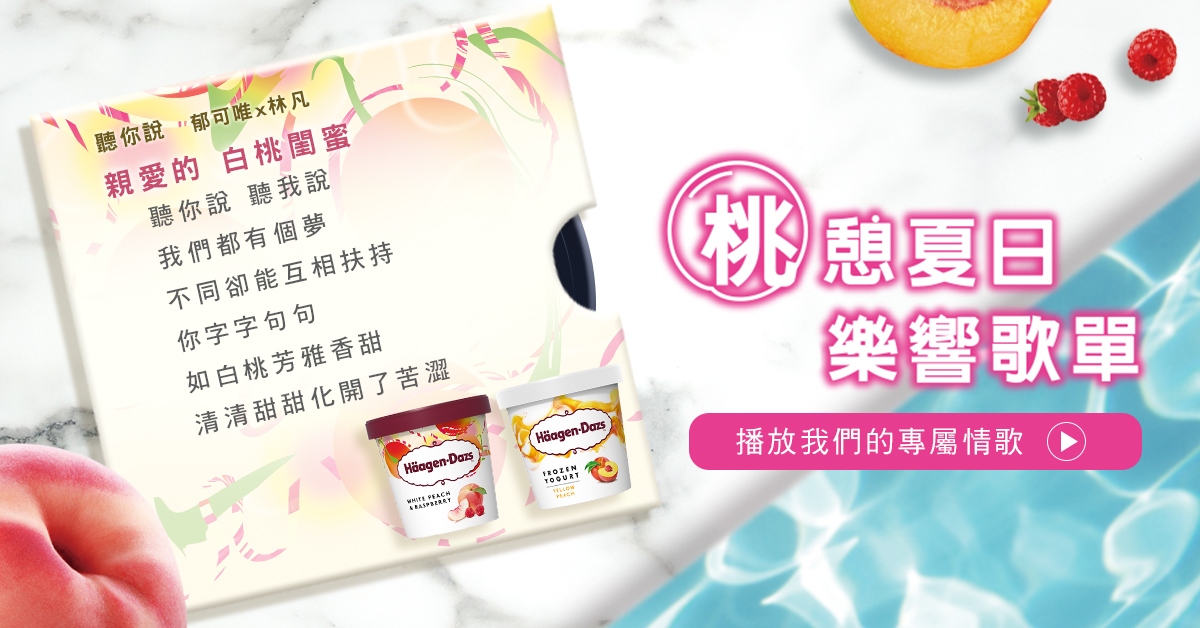 聽你說 "郁可唯x林凡
親愛的 白桃閨蜜
聽你說 聽我說
我們都有個夢
不同卻能互相扶持
你字字句句
如白桃芳雅香甜
清清甜甜化開了苦澀
Häagen-Dazs
WHITE PEACH
& RASPBERRY
Häagen-Dazs
FROZEN
YOGURT
YELLOW
PEACH
桃憩夏日
樂響歌單
播放我們的專屬情歌